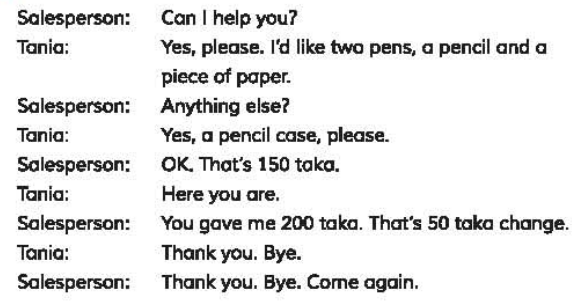 Salesperson: Can I help you?
Tania: Yes, please. I'd like two pens, a pencil and a
piece of paper.
Salesperson: Anything else?
Tania: Yes, a pencil case, please.
Salesperson: OK. That's 150 taka.
Tania: Here you are.
Salesperson: You gave me 200 taka. That's 50 taka change.
Tania: Thank you. Bye.
Salesperson: Thank you. Bye. Come again.